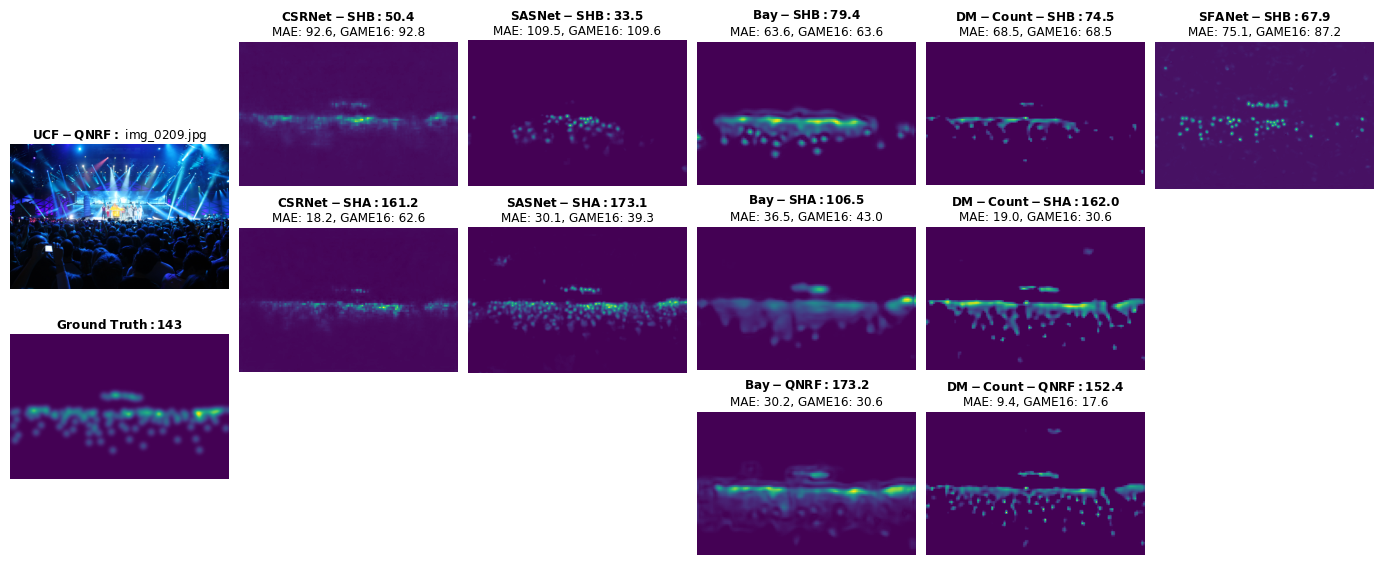 UCF − QNRF : img_0209.jpg
Ground Truth : 143
CSRNet − SHB : 50.4
MAE: 92.6, GAME16: 92.8
SASNet − SHB : 33.5
MAE: 109.5, GAME16: 109.6
Bay − SHB : 79.4
MAE: 63.6, GAME16: 63.6
DM − Count − SHB : 74.5
MAE: 68.5, GAME16: 68.5
SFANet − SHB : 67.9
MAE: 75.1, GAME16: 87.2
CSRNet − SHA : 161.2
MAE: 18.2, GAME16: 62.6
SASNet − SHA : 173.1
MAE: 30.1, GAME16: 39.3
Bay − SHA : 106.5
MAE: 36.5, GAME16: 43.0
DM − Count − SHA : 162.0
MAE: 19.0, GAME16: 30.6
Bay − QNRF : 173.2
MAE: 30.2, GAME16: 30.6
DM − Count − QNRF : 152.4
MAE: 9.4, GAME16: 17.6